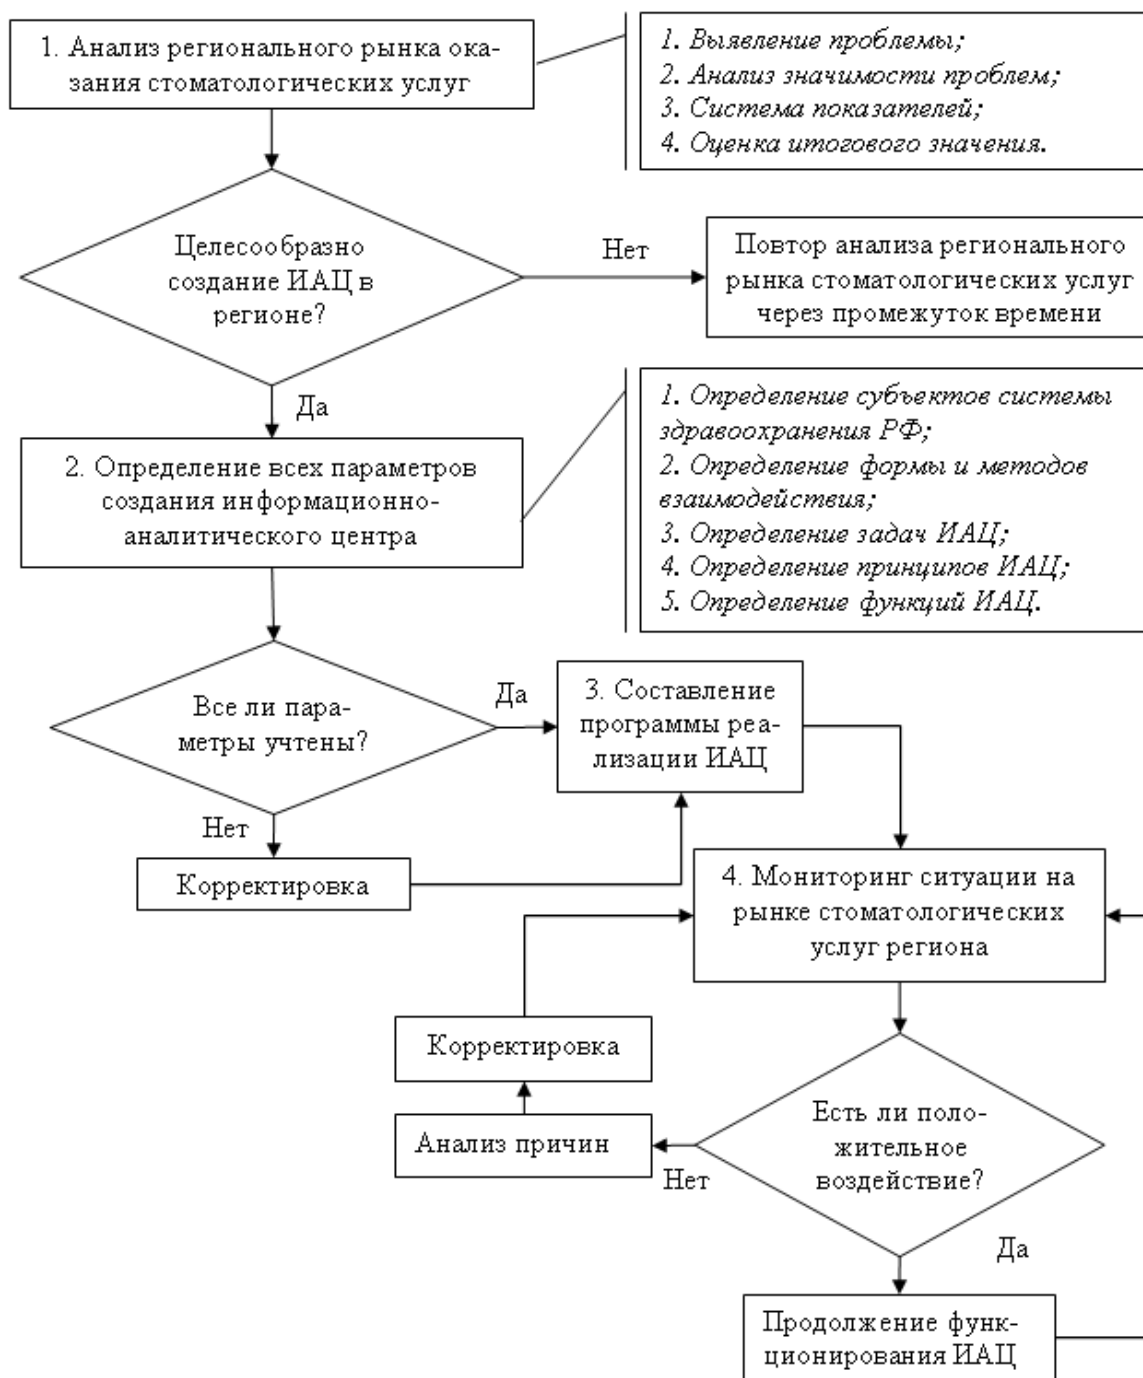 1. Анализ регионального рынка ока-
зания стоматологических услуг
1. Выявление проблемы;
2. Анализ значимости проблем;
3. Система показателей;
4. Оценка итогового значения.
Целесообразно
создание ИАЦ в
регионе?
Нет
Повтор анализа регионального
рынка стоматологических услуг
через промежуток времени
Да
1. Определение субъектов системы
здравоохранения РФ;
2. Определение формы и методов
взаимодействия;
3. Определение задач ИАЦ;
4. Определение принципов ИАЦ;
5. Определение функций ИАЦ.
2. Определение всех параметров
создания информационно-
аналитического центра
Все ли пара-
метры учтены?
Да
3. Составление
программы реа-
лизации ИАЦ
Нет
Корректировка
4. Мониторинг ситуации на
рынке стоматологических
услуг региона
Корректировка
Анализ причин
Нет
Есть ли поло-
жительное
воздействие?
Да
Продолжение функ-
ционирования ИАЦ